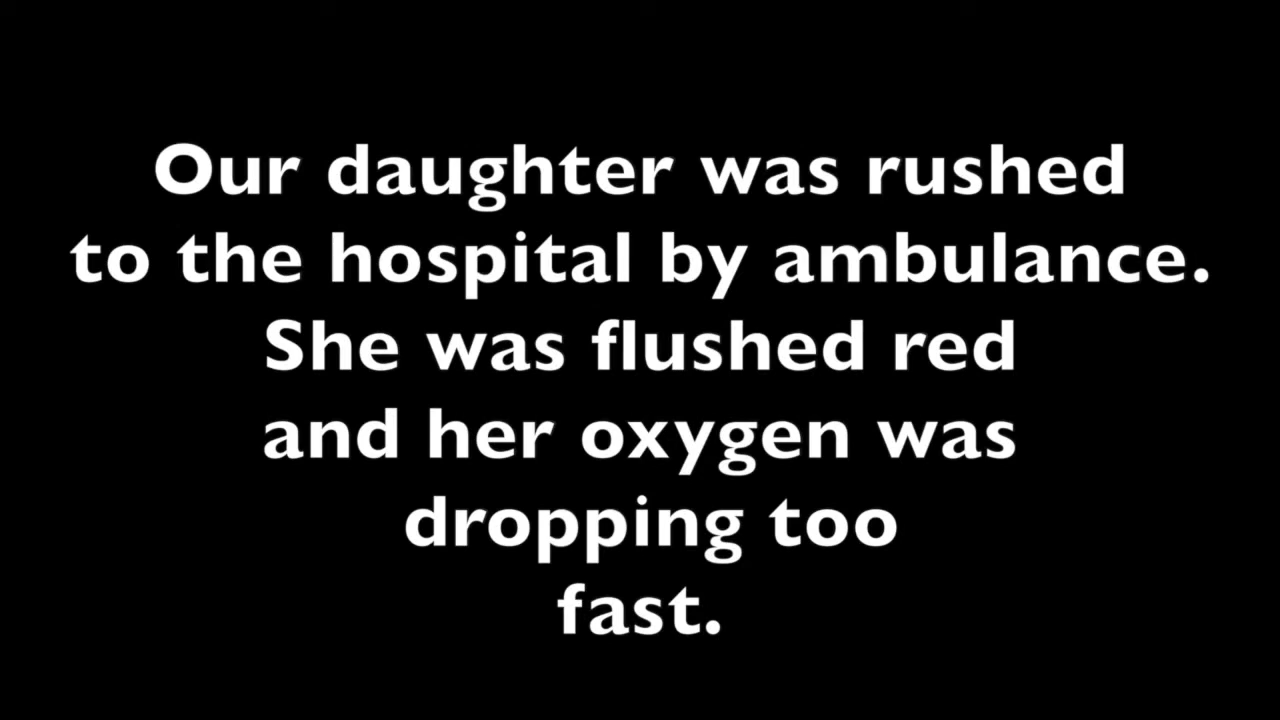 Our daughter was rushed
to the hospital by ambulance.
She was flushed red
and her oxygen was
dropping too
fast.